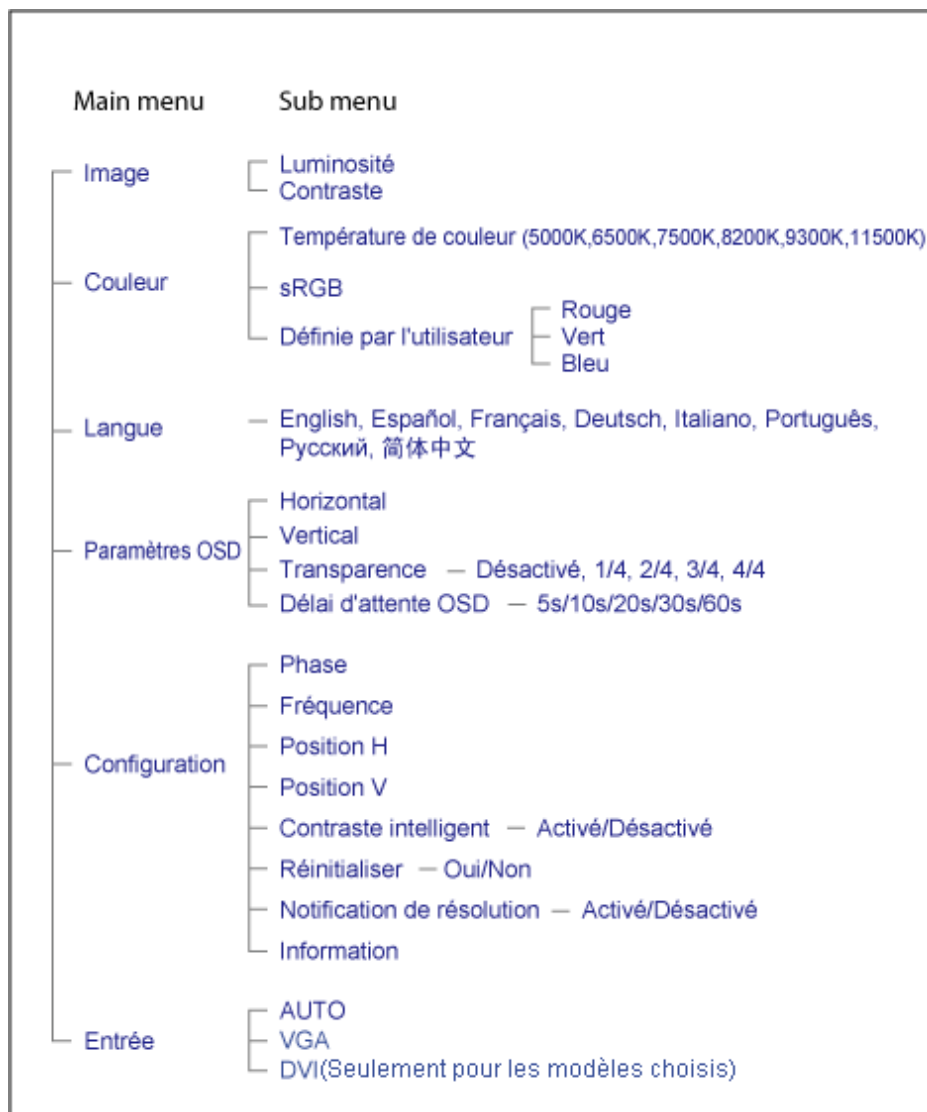 Main menu Sub menu
Image
Luminosité
Contraste
Couleur
Température de couleur (5000K,6500K,7500K,8200K,9300K,11500K)
sRGB
Définie par l'utilisateur
Rouge
Vert
Bleu
Langue
English, Español, Français, Deutsch, Italiano, Português,
Русский, 简体中文
Paramètres OSD
Horizontal
Vertical
Transparence — Désactivé, 1/4, 2/4, 3/4, 4/4
Délai d'attente OSD — 5s/10s/20s/30s/60s
Configuration
Phase
Fréquence
Position H
Position V
Contraste intelligent — Activé/Désactivé
Réinitialiser — Oui/Non
Notification de résolution — Activé/Désactivé
Information
Entrée
AUTO
VGA
DVI(Seulement pour les modèles choisis)